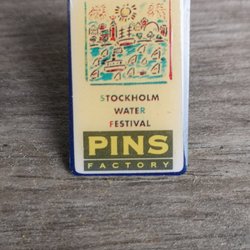 STOCKHOLM
WATER
FESTIVAL
PINS
FACTORY